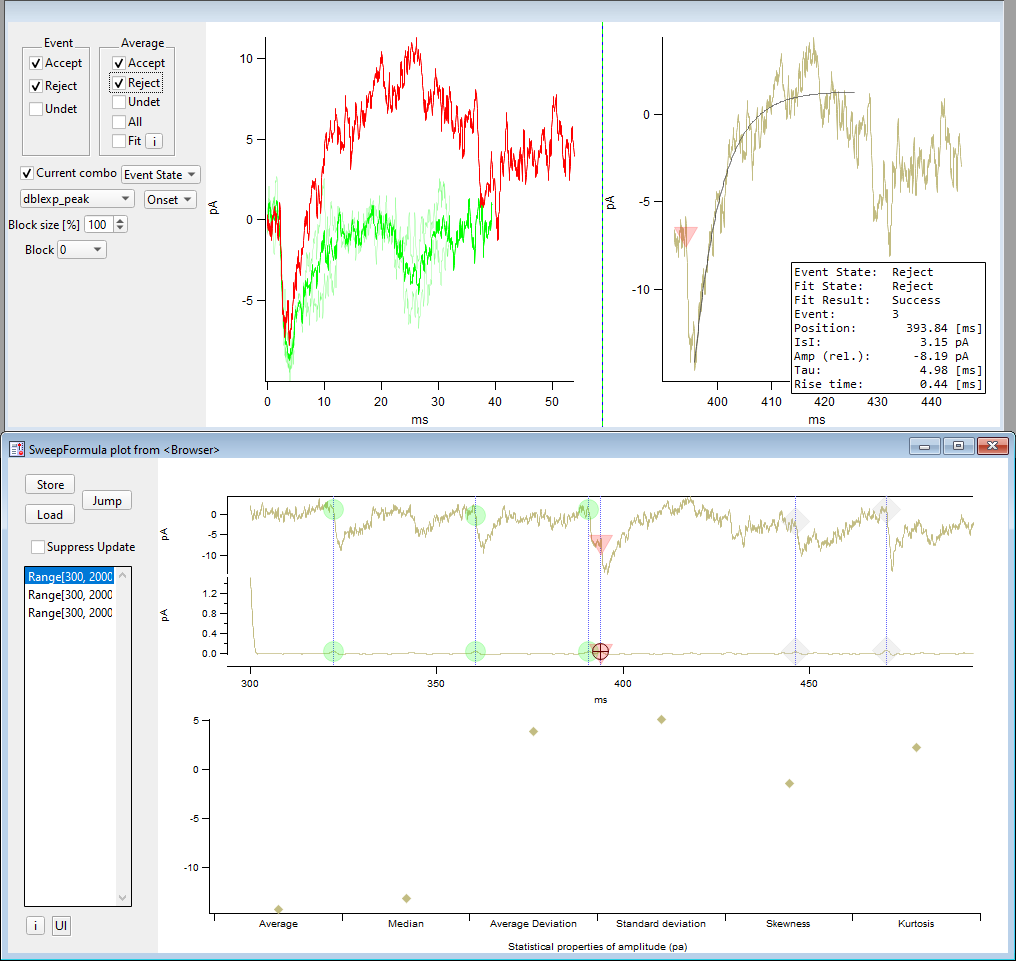 Event
Average
Accept
Accept
Reject
Reject
Undet
Undet
All
Fit i
Current combo Event State
dblexp_peak Onset
Block size [%] 100
Block 0
10
5
0
-5
pA
0 10 20 30 40 50
ms
0
-5
-10
pA
400 410 420 430 440
ms
Event State: Reject
Fit State: Reject
Fit Result: Success
Event: 3
Position: 393.84 [ms]
IsI: 3.15 pA
Amp (rel.): -8.19 pA
Tau: 4.98 [ms]
Rise time: 0.44 [ms]
SweepFormula plot from <Browser>
Store
Jump
Load
Suppress Update
Range[300, 2000
Range[300, 2000
Range[300, 2000
i UI
0
-5
-10
pA
1.2
0.8
0.4
0.0
pA
300 350 400 450
ms
5
0
-5
-10
Average Median Average Deviation Standard deviation Skewness Kurtosis
Statistical properties of amplitude (pa)